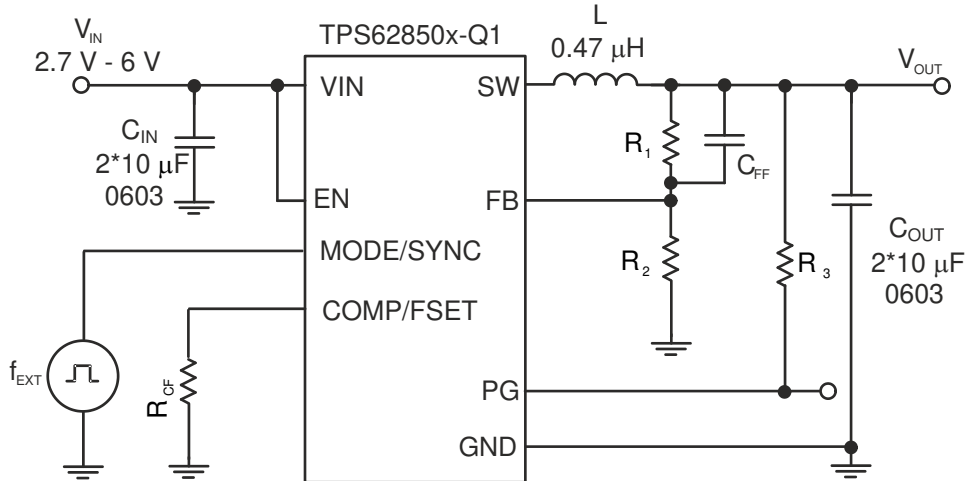 V_IN
2.7 V - 6 V
TPS62850x-Q1
L
0.47 µH
V_OUT
VIN
SW
C_IN
2*10 µF
0603
R_1
C_FF
EN
FB
MODE/SYNC
R_2
R_3
C_OUT
2*10 µF
0603
COMP/FSET
f_EXT
R_CF
PG
GND